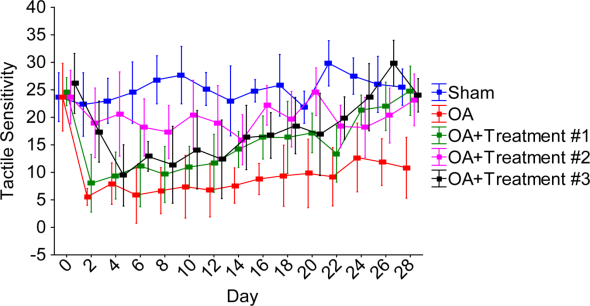 40
35
30
25
20
15
10
5
0
-5
Tactile Sensitivity
0 2 4 6 8 10 12 14 16 18 20 22 24 26 28
Day
Sham
OA
OA+Treatment #1
OA+Treatment #2
OA+Treatment #3